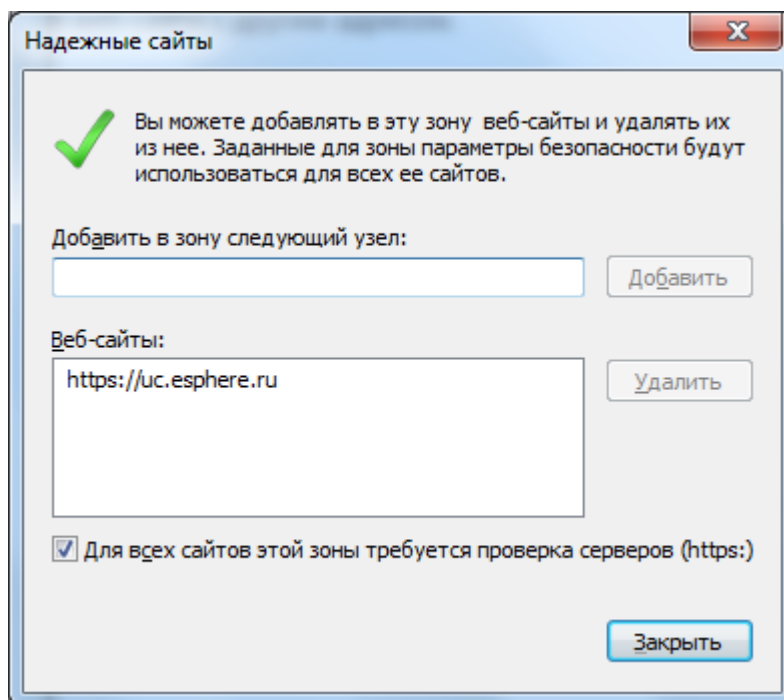 Надежные сайты
Вы можете добавлять в эту зону веб-сайты и удалять их
из нее. Заданные для зоны параметры безопасности будут
использоваться для всех ее сайтов.
Добавить в зону следующий узел:
Добавить
Веб-сайты:
https://uc.esphere.ru
Удалить
Для всех сайтов этой зоны требуется проверка серверов (https:)
Закрыть